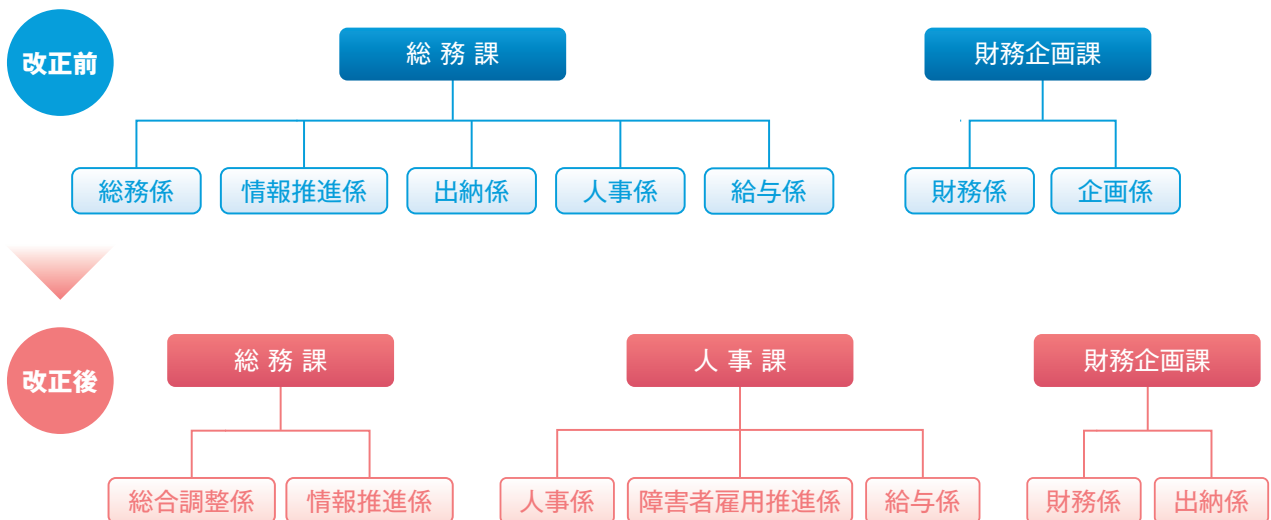 改正前
総務課
財務企画課
総務係
情報推進係
出納係
人事係
給与係
財務係
企画係
改正後
総務課
人事課
財務企画課
総合調整係
情報推進係
人事係
障害者雇用推進係
給与係
財務係
出納係